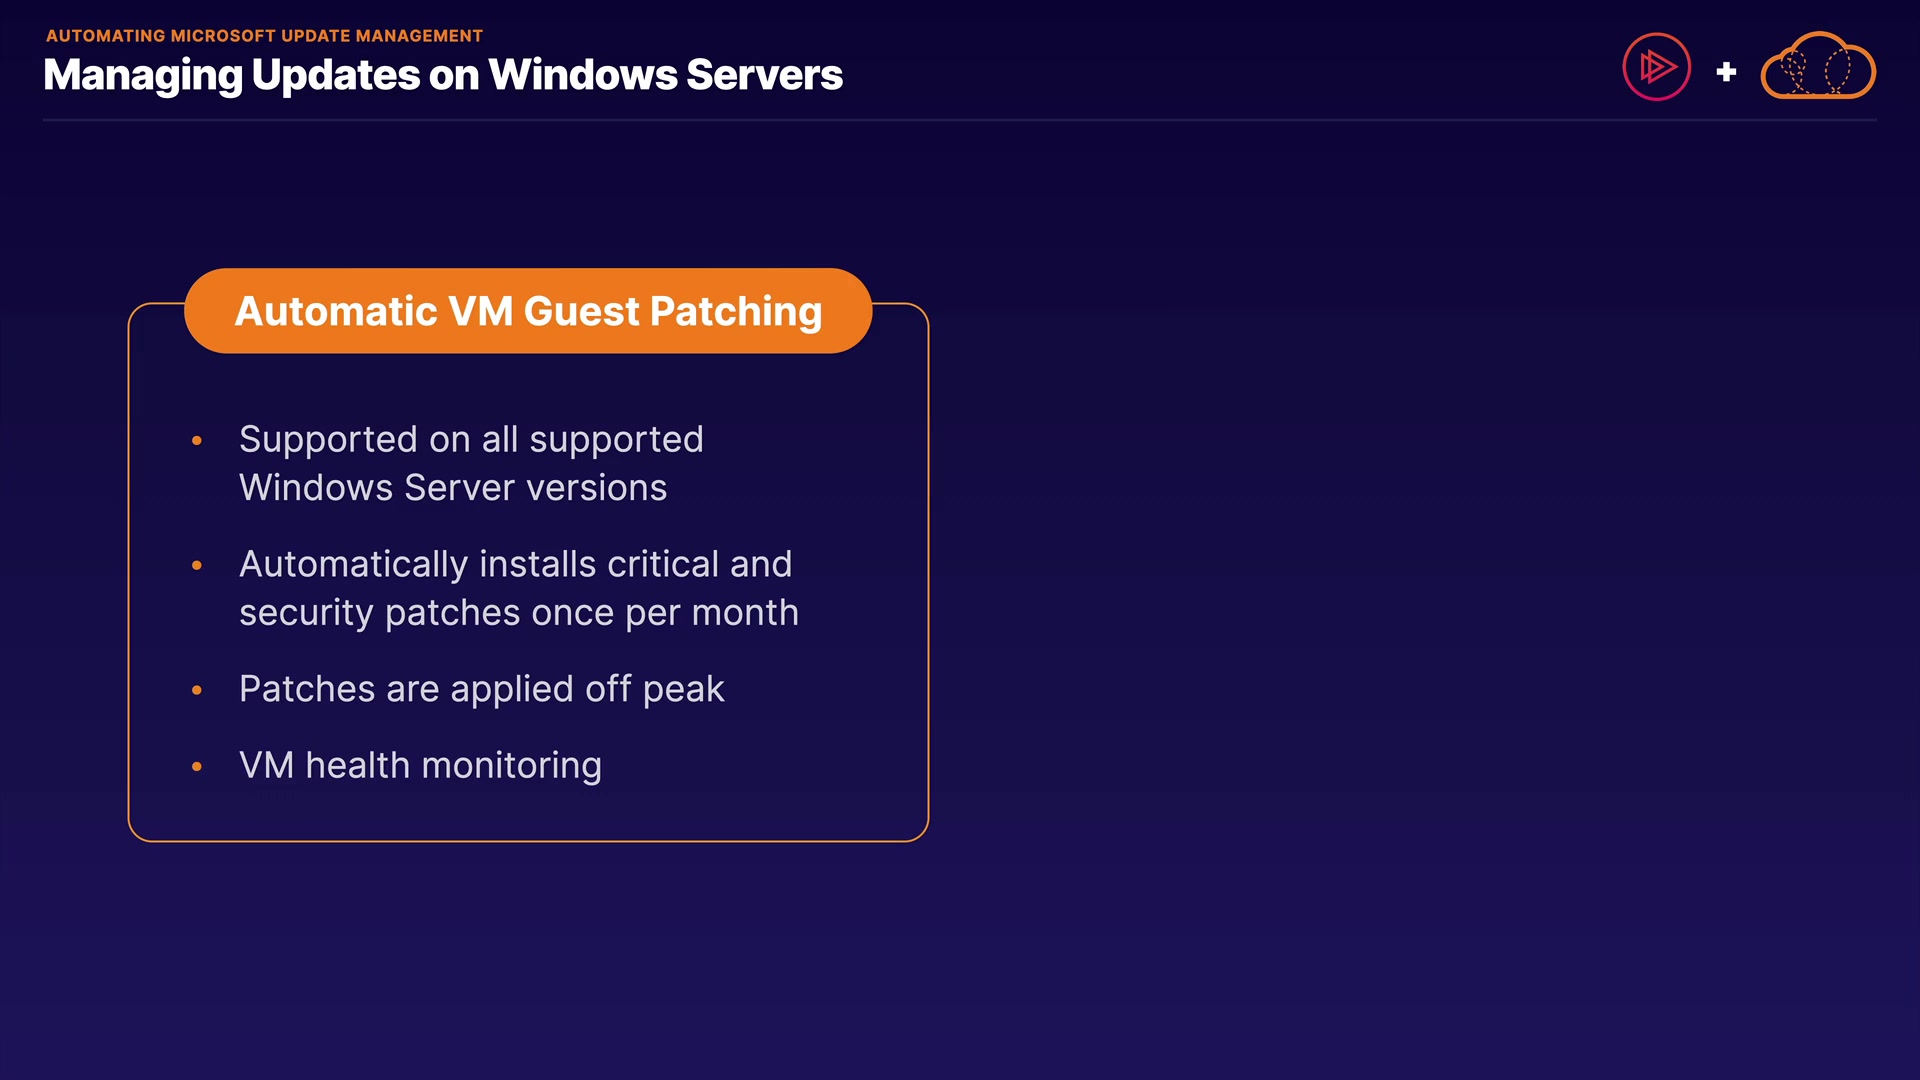 AUTOMATING MICROSOFT UPDATE MANAGEMENT
Managing Updates on Windows Servers
+
Automatic VM Guest Patching
• Supported on all supported
Windows Server versions
• Automatically installs critical and
security patches once per month
• Patches are applied off peak
• VM health monitoring